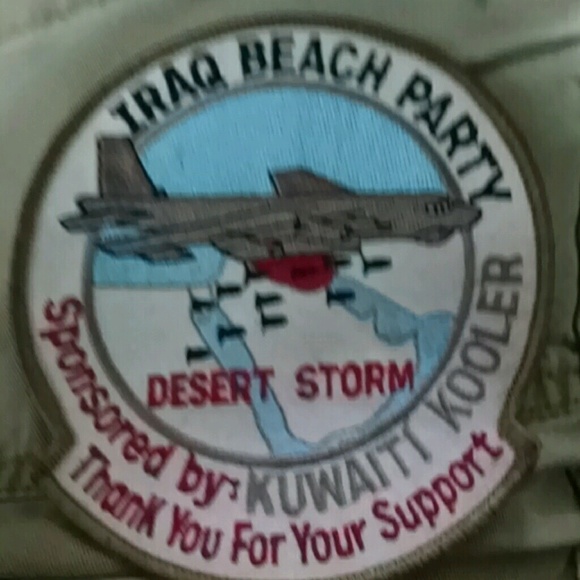 IRAQ BEACH PARTY
DESERT STORM
Sponsored by: KUWAITI KOOLER
Thank You For Your Support